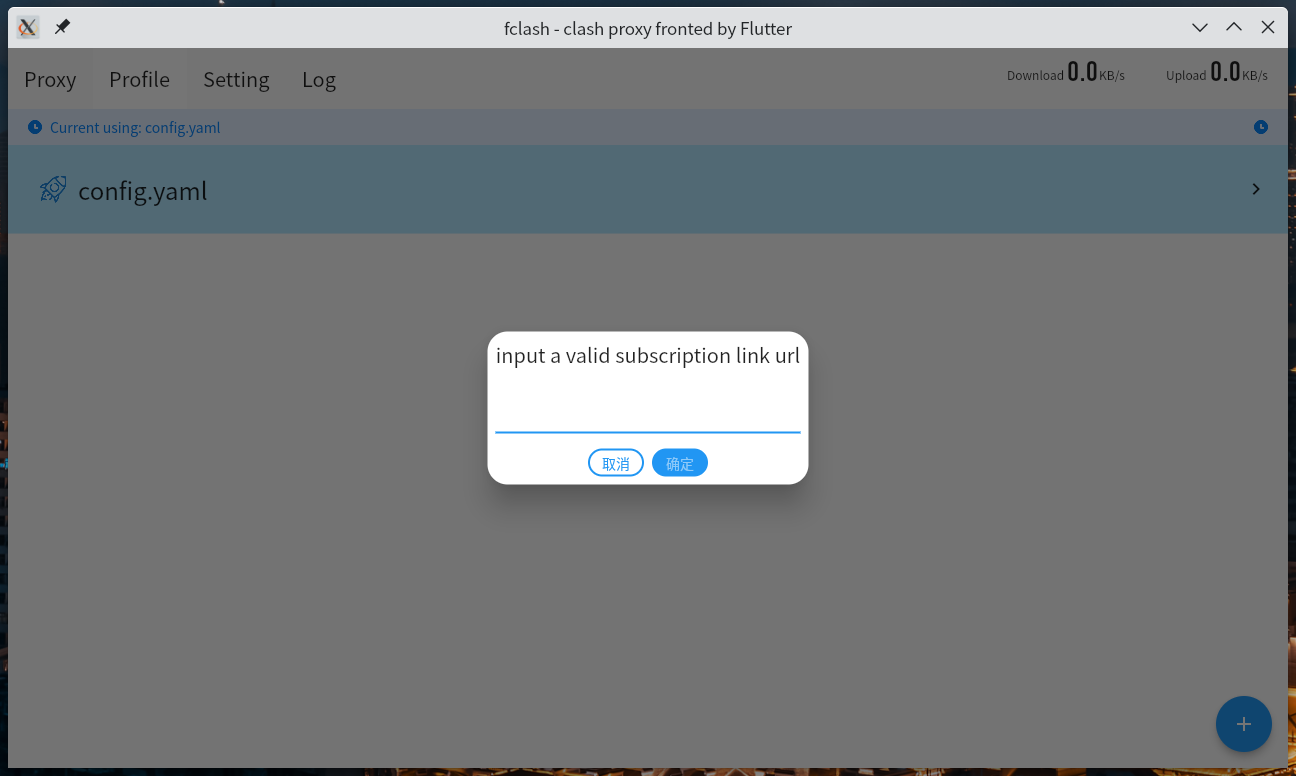 fclash - clash proxy fronted by Flutter
Proxy Profile Setting Log Download 0.0 KB/s Upload 0.0 KB/s
Current using: config.yaml
config.yaml
input a valid subscription link url
取消 确定